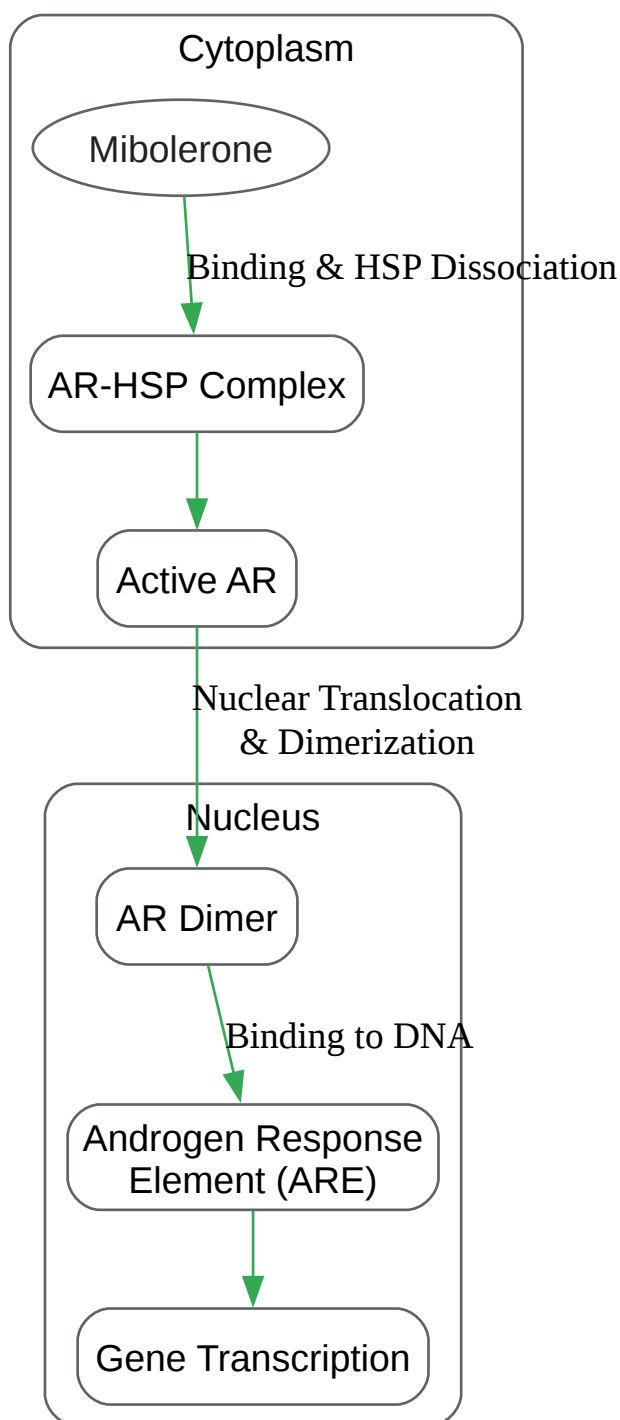 Cytoplasm
Mibolerone
Binding & HSP Dissociation
AR-HSP Complex
Active AR
Nuclear Translocation
& Dimerization
Nucleus
AR Dimer
Binding to DNA
Androgen Response
Element (ARE)
Gene Transcription